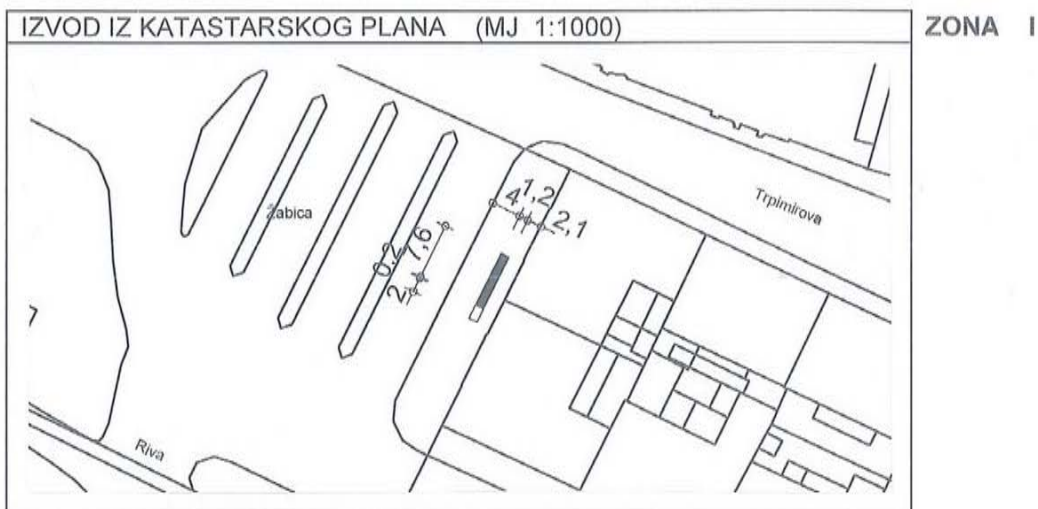 IZVOD IZ KATASTARSKOG PLANA (MJ 1:1000)
ZONA I
Žabica
Trpimirova
4
1,2
2,1
7,6
0.2
2
Riva